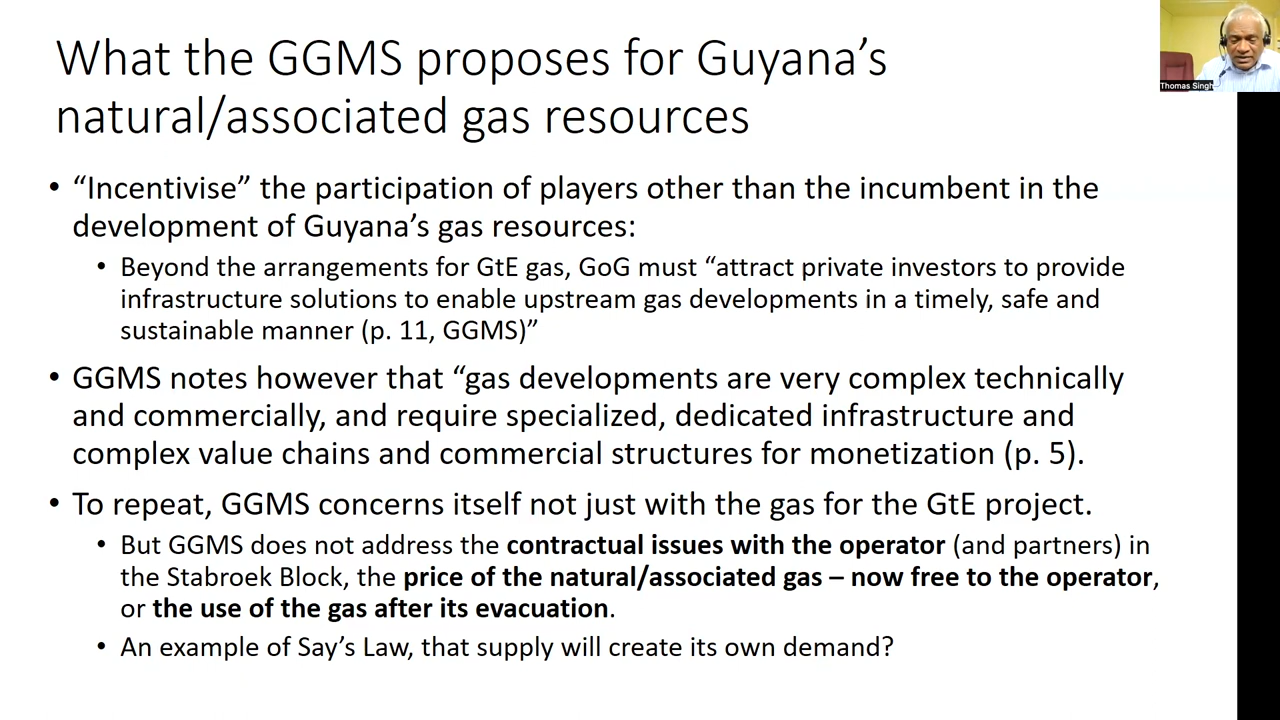 What the GGMS proposes for Guyana’s
natural/associated gas resources
Thomas Singh
• “Incentivise” the participation of players other than the incumbent in the
development of Guyana’s gas resources:
• Beyond the arrangements for GtE gas, GoG must “attract private investors to provide
infrastructure solutions to enable upstream gas developments in a timely, safe and
sustainable manner (p. 11, GGMS)”
• GGMS notes however that “gas developments are very complex technically
and commercially, and require specialized, dedicated infrastructure and
complex value chains and commercial structures for monetization (p. 5).
• To repeat, GGMS concerns itself not just with the gas for the GtE project.
• But GGMS does not address the contractual issues with the operator (and partners) in
the Stabroek Block, the price of the natural/associated gas – now free to the operator,
or the use of the gas after its evacuation.
• An example of Say’s Law, that supply will create its own demand?